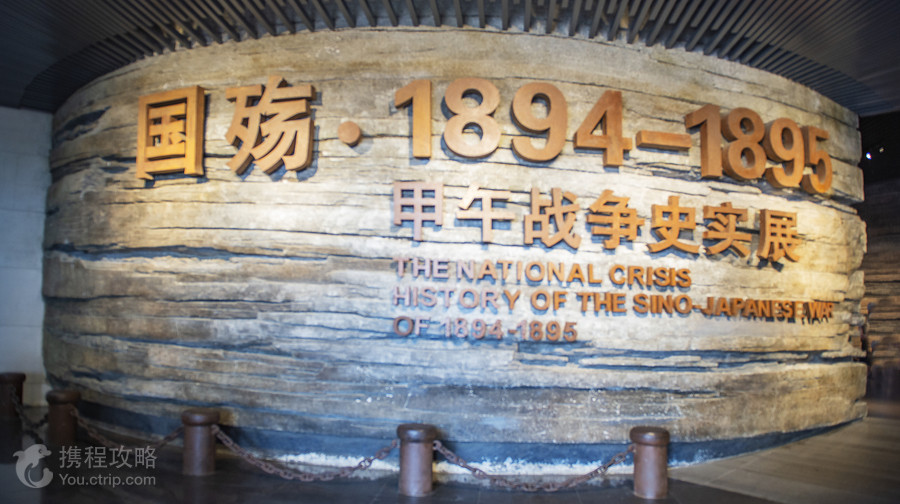 国殇·1894-1895
甲午战争史实展
THE NATIONAL CRISIS
HISTORY OF THE SINO-JAPANESE WAR
OF 1894-1895
携程攻略
You.ctrip.com